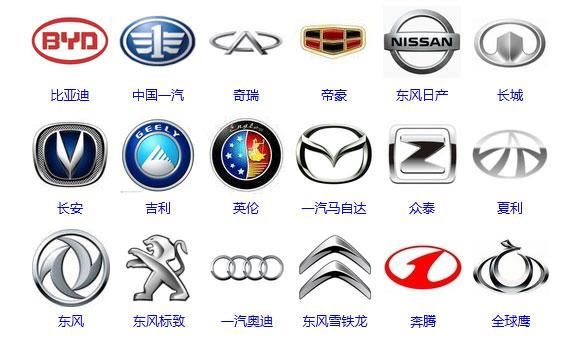 BYD
NISSAN
比亚迪 中国一汽 奇瑞 帝豪 东风日产 长城
GEELY
Englon
长安 吉利 英伦 一汽马自达 众泰 夏利
东风 东风标致 一汽奥迪 东风雪铁龙 奔腾 全球鹰